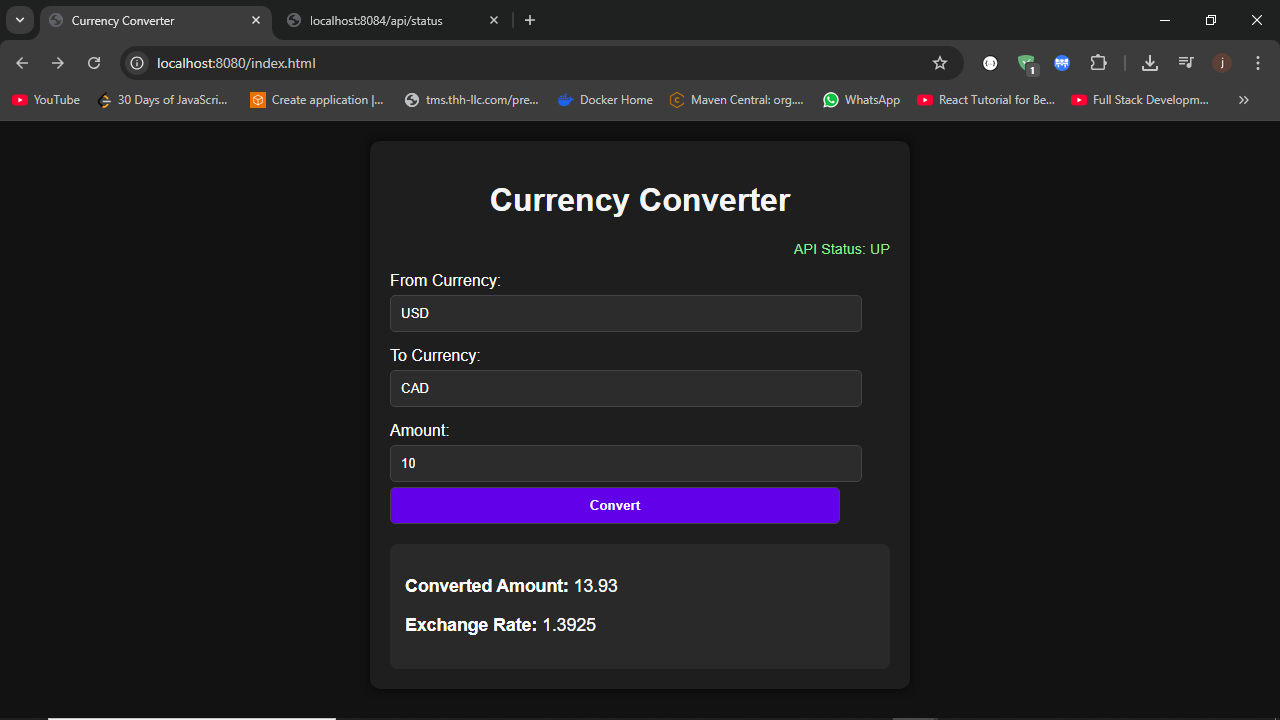 Currency Converter
localhost:8084/api/status
localhost:8080/index.html
1
j
YouTube
30 Days of JavaScri...
Create application |...
tms.thh-llc.com/pre...
Docker Home
Maven Central: org....
WhatsApp
React Tutorial for Be...
Full Stack Developm...
Currency Converter
API Status: UP
From Currency:
USD
To Currency:
CAD
Amount:
10
Convert
Converted Amount: 13.93
Exchange Rate: 1.3925